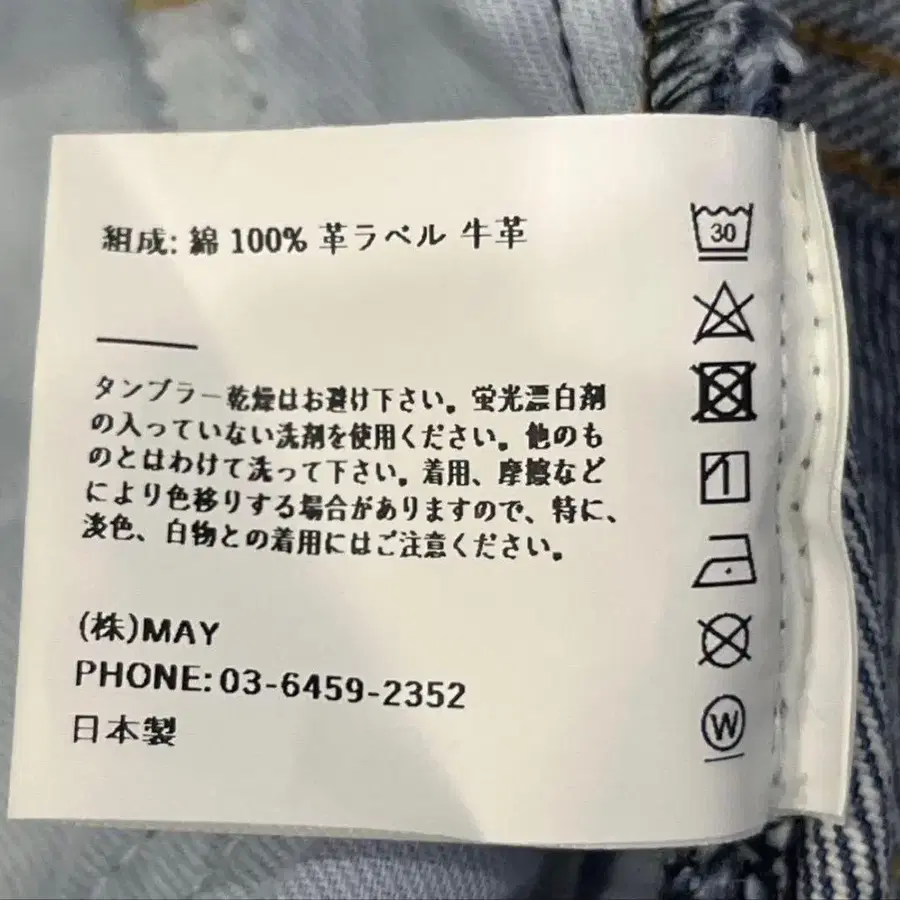 組成: 綿 100% 革ラベル 牛革
タンブラー乾燥はお避け下さい。蛍光漂白剤
の入っていない洗剤を使用ください。他のも
のとはわけて洗って下さい。着用、摩擦など
により色移りする場合がありますので、特に、
淡色、白物との着用にはご注意ください。
(株)MAY
PHONE: 03-6459-2352
日本製
30
W